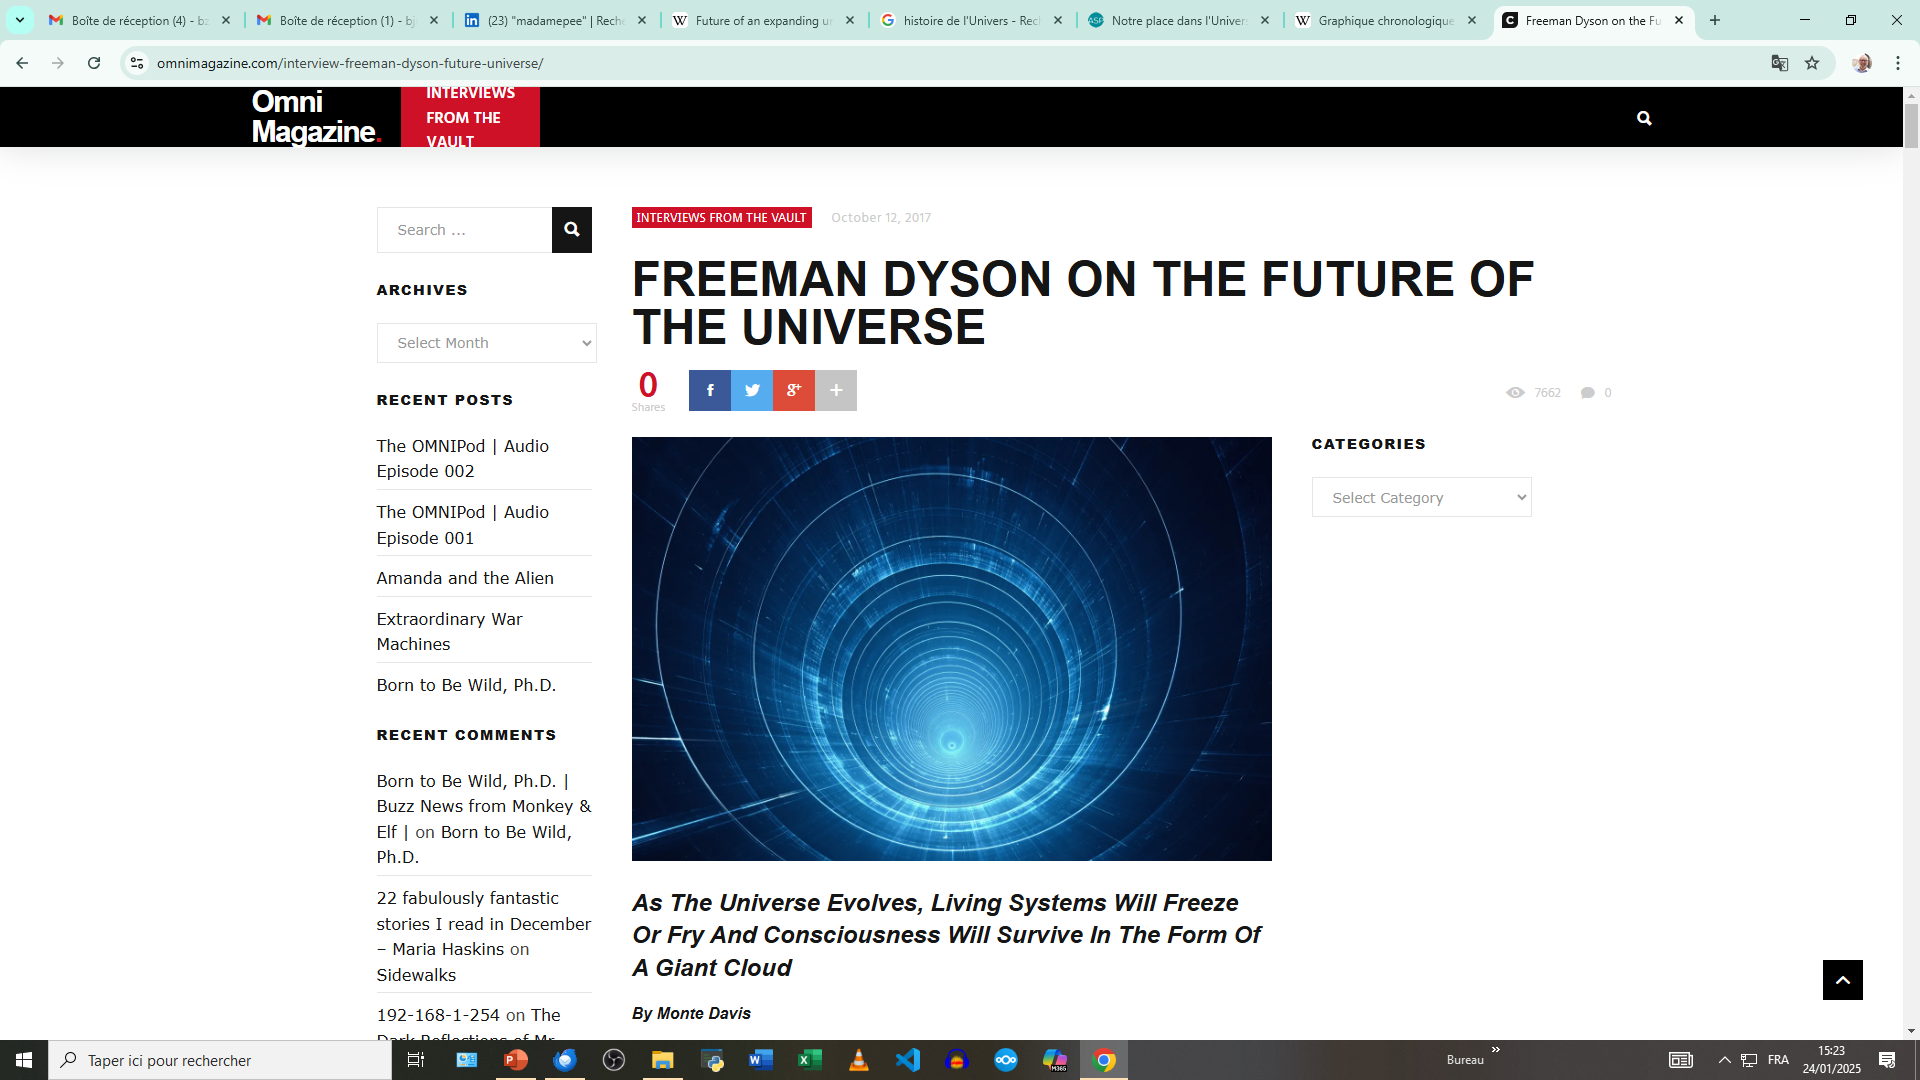 Boîte de réception (4) - bz
Boîte de réception (1) - bj
(23) "madamepee" | Reche
Future of an expanding un
histoire de l'Univers - Rech
Notre place dans l'Univers
Graphique chronologique
Freeman Dyson on the Fu
omnimagazine.com/interview-freeman-dyson-future-universe/
Omni
Magazine.
INTERVIEWS
FROM THE
VAULT
Search ...
ARCHIVES
Select Month
RECENT POSTS
The OMNIPod | Audio
Episode 002
The OMNIPod | Audio
Episode 001
Amanda and the Alien
Extraordinary War
Machines
Born to Be Wild, Ph.D.
RECENT COMMENTS
Born to Be Wild, Ph.D. |
Buzz News from Monkey &
Elf | on Born to Be Wild,
Ph.D.
22 fabulously fantastic
stories I read in December
– Maria Haskins on
Sidewalks
192-168-1-254 on The
Dark Reflections of Mr.
INTERVIEWS FROM THE VAULT October 12, 2017
FREEMAN DYSON ON THE FUTURE OF
THE UNIVERSE
0
Shares
7662 0
As The Universe Evolves, Living Systems Will Freeze
Or Fry And Consciousness Will Survive In The Form Of
A Giant Cloud
By Monte Davis
CATEGORIES
Select Category
Taper ici pour rechercher
M365
Bureau
FRA
15:23
24/01/2025